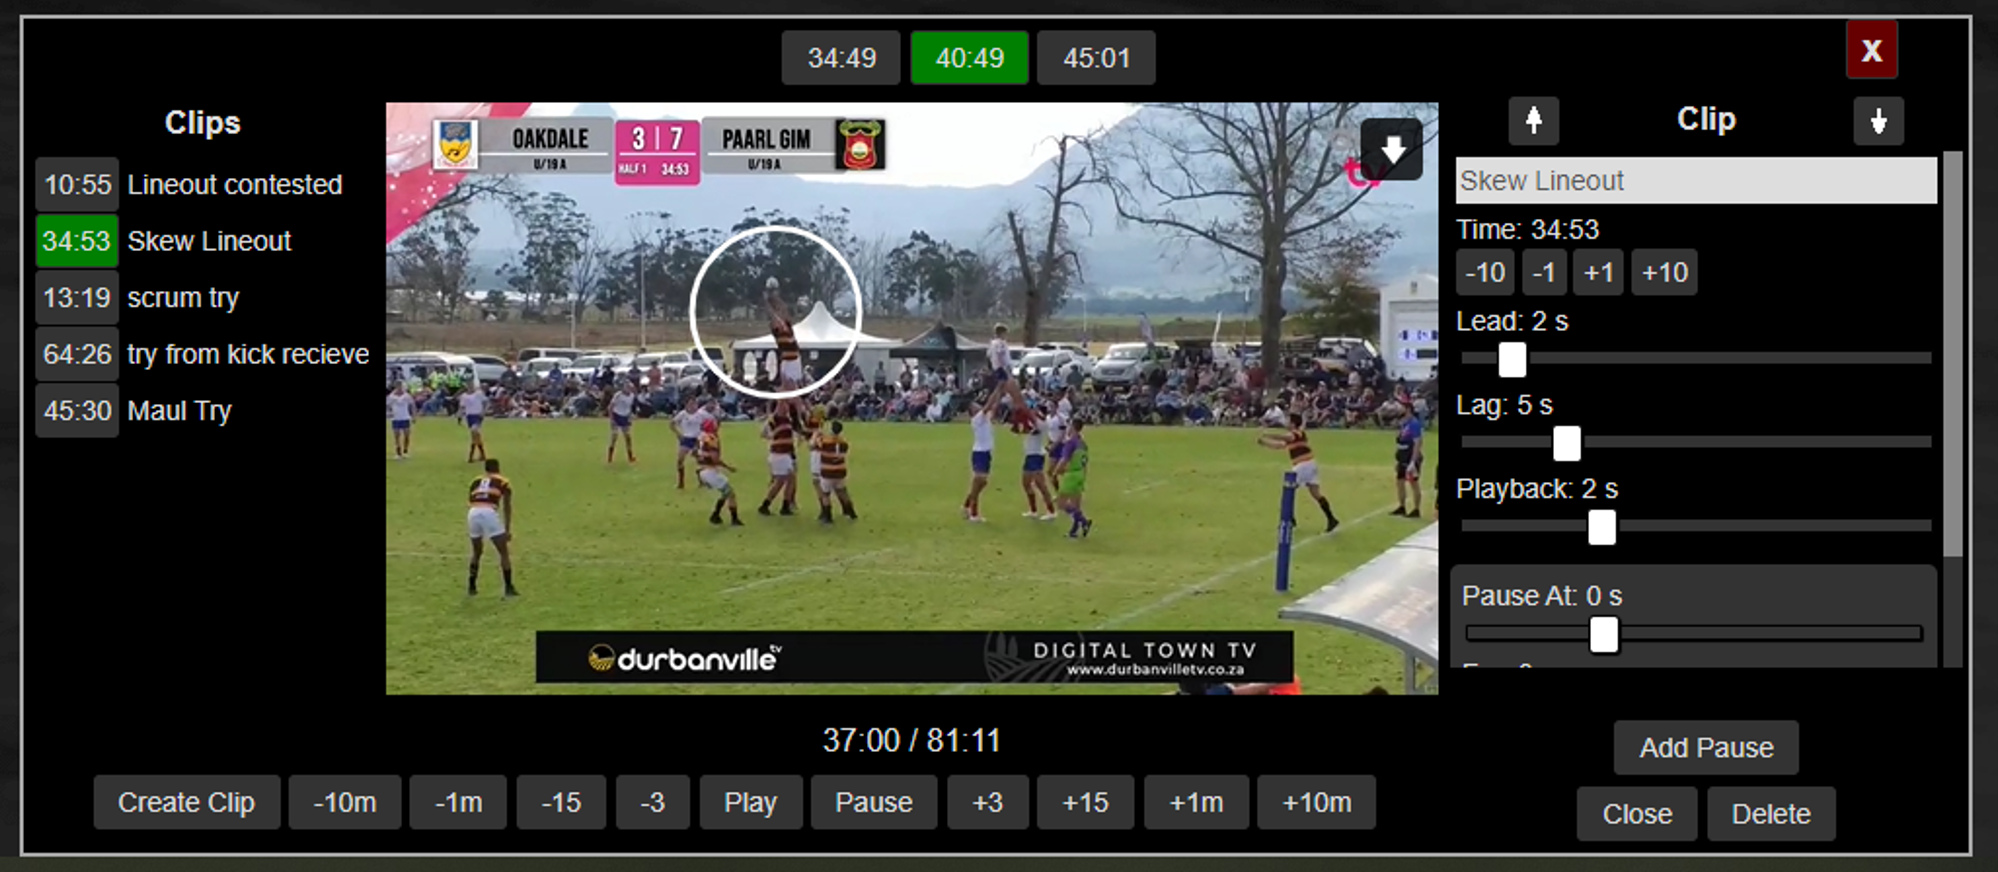 34:49 40:49 45:01
X
Clips
10:55 Lineout contested
34:53 Skew Lineout
13:19 scrum try
64:26 try from kick recieve
45:30 Maul Try
OAKDALE 3 | 7 PAARL GIM
U/19 A HALF 1 34:53 U/19 A
tv
durbanville tv
DIGITAL TOWN TV
www.durbanvilletv.co.za
37:00 / 81:11
Create Clip -10m -1m -15 -3 Play Pause +3 +15 +1m +10m
Clip
Skew Lineout
Time: 34:53
-10 -1 +1 +10
Lead: 2 s
Lag: 5 s
Playback: 2 s
Pause At: 0 s
Add Pause
Close Delete